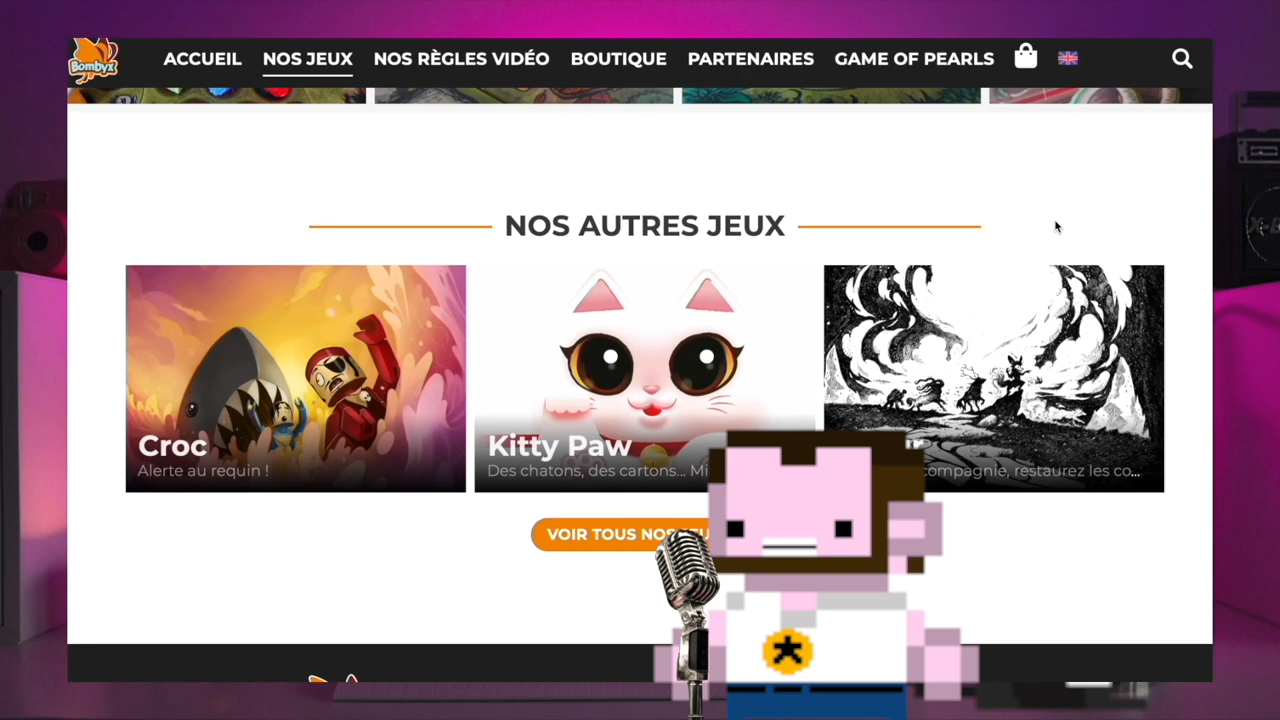 Bombyx
ACCUEIL NOS JEUX NOS RÈGLES VIDÉO BOUTIQUE PARTENAIRES GAME OF PEARLS
NOS AUTRES JEUX
Croc
Alerte au requin !
Kitty Paw
Des chatons, des cartons... Mi
compagnie, restaurez les co...
VOIR TOUS NOS